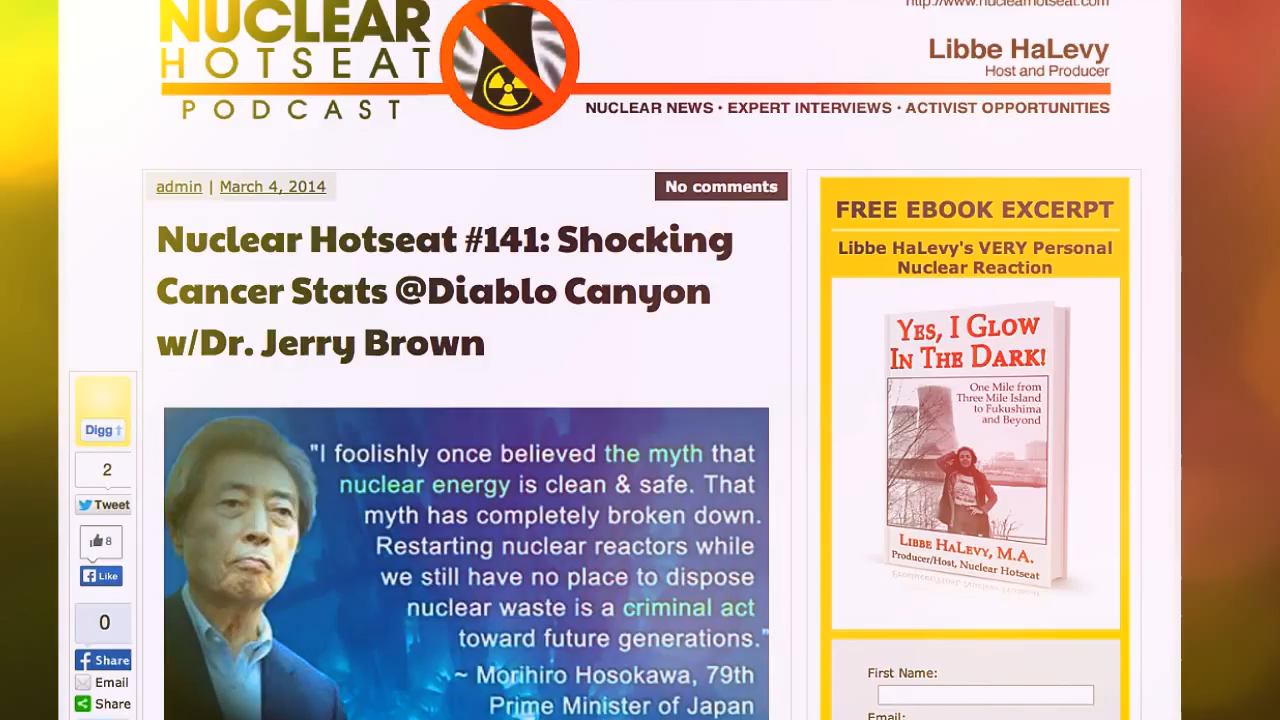 NUCLEAR
HOTSEAT
PODCAST
http://www.nuclearhotseat.com
Libbe HaLevy
Host and Producer
NUCLEAR NEWS • EXPERT INTERVIEWS • ACTIVIST OPPORTUNITIES
admin | March 4, 2014
No comments
Nuclear Hotseat #141: Shocking
Cancer Stats @Diablo Canyon
w/Dr. Jerry Brown
Digg
2
Tweet
8
Like
0
Share
Email
Share
"I foolishly once believed the myth that
nuclear energy is clean & safe. That
myth has completely broken down.
Restarting nuclear reactors while
we still have no place to dispose
nuclear waste is a criminal act
toward future generations."
~ Morihiro Hosokawa, 79th
Prime Minister of Japan
FREE EBOOK EXCERPT
Libbe HaLevy's VERY Personal
Nuclear Reaction
YES, I GLOW
IN THE DARK!
One Mile from
Three Mile Island
to Fukushima
and Beyond
LIBBE HALEVY, M.A.
Producer/Host, Nuclear Hotseat
First Name:
Email: